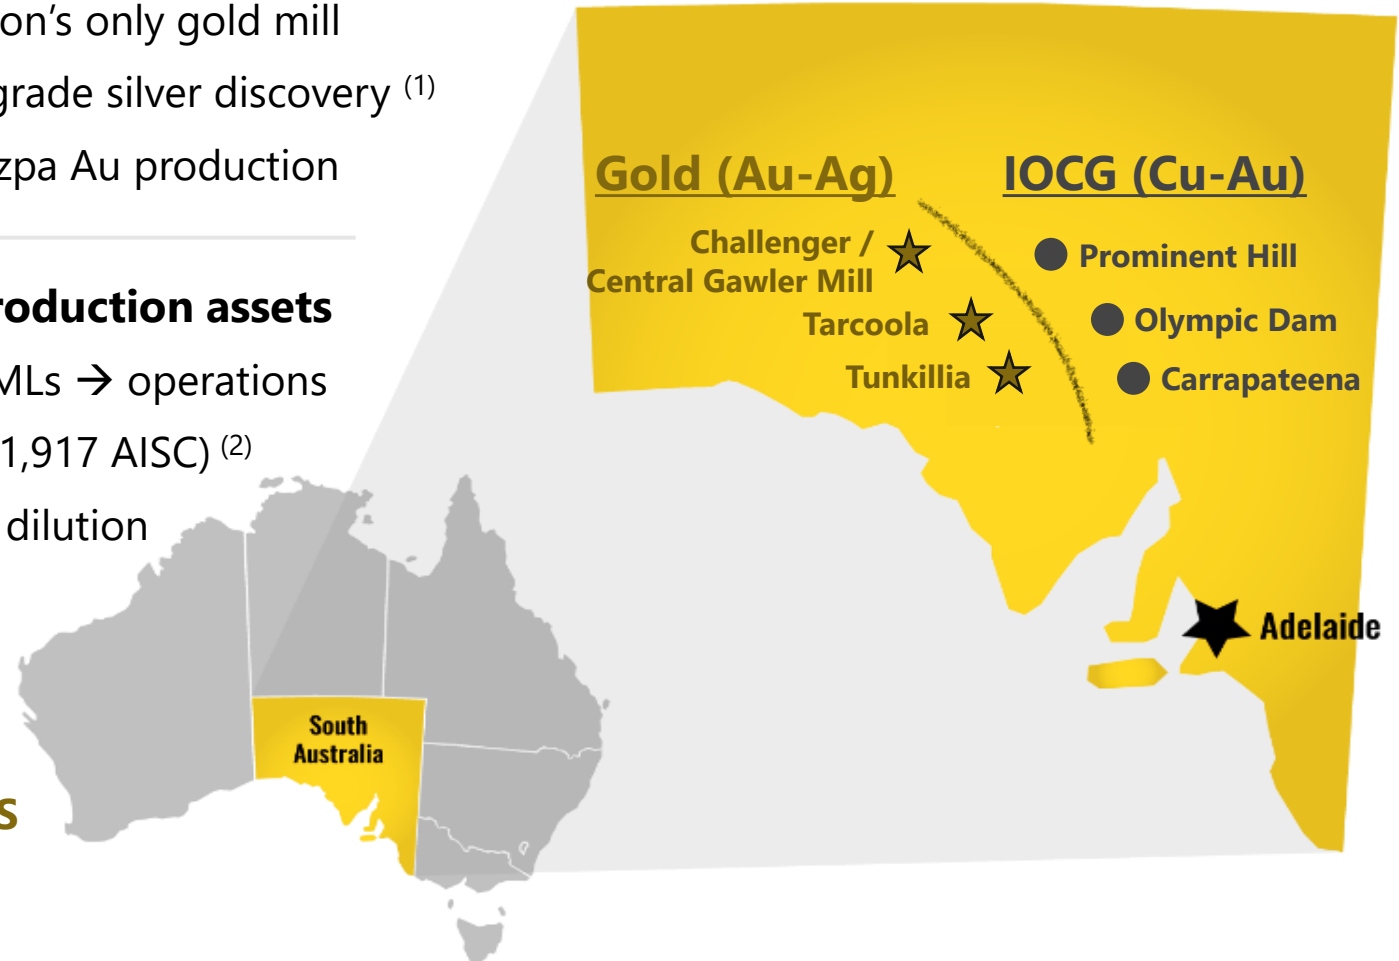 on's only gold mill
grade silver discovery (1)
zpa Au production
roduction assets
MLs → operations
1,917 AISC) (2)
dilution
s
Gold (Au-Ag)
Challenger /
Central Gawler Mill
Tarcoola
Tunkillia
IOCG (Cu-Au)
Prominent Hill
Olympic Dam
Carrapateena
Adelaide
South
Australia